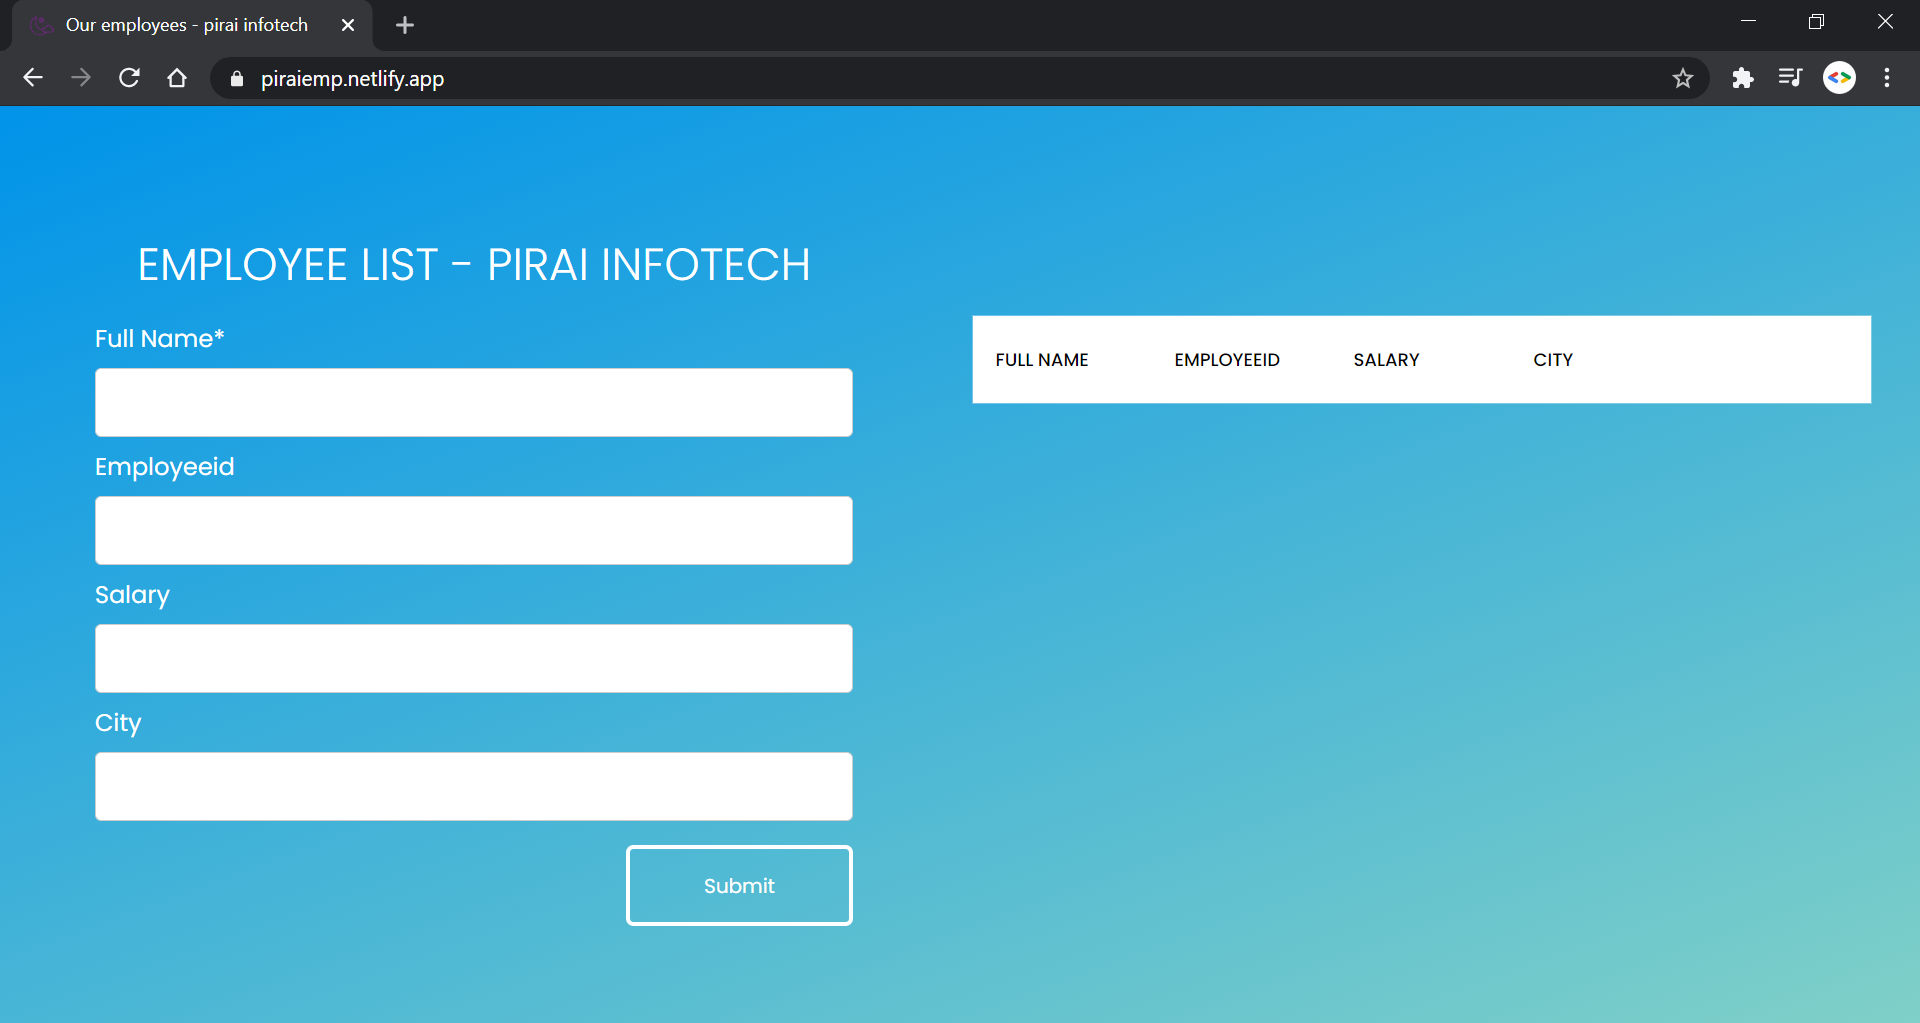 Our employees - pirai infotech
piraiemp.netlify.app
EMPLOYEE LIST - PIRAI INFOTECH
Full Name*
Employeeid
Salary
City
Submit
FULL NAME EMPLOYEEID SALARY CITY